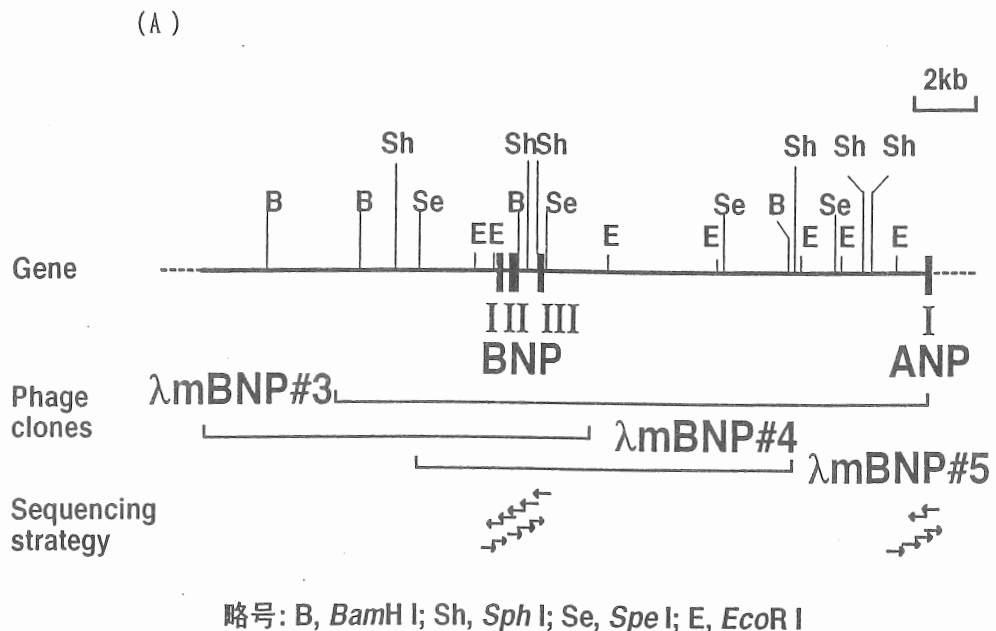 (A)
2kb
Sh ShSh Sh Sh Sh
B B Se B Se Se B Se
EE E E E E E
Gene
I II III I
BNP ANP
Phage clones
λmBNP#3
λmBNP#4
λmBNP#5
Sequencing strategy
略号: B, BamH I; Sh, Sph I; Se, Spe I; E, EcoR I